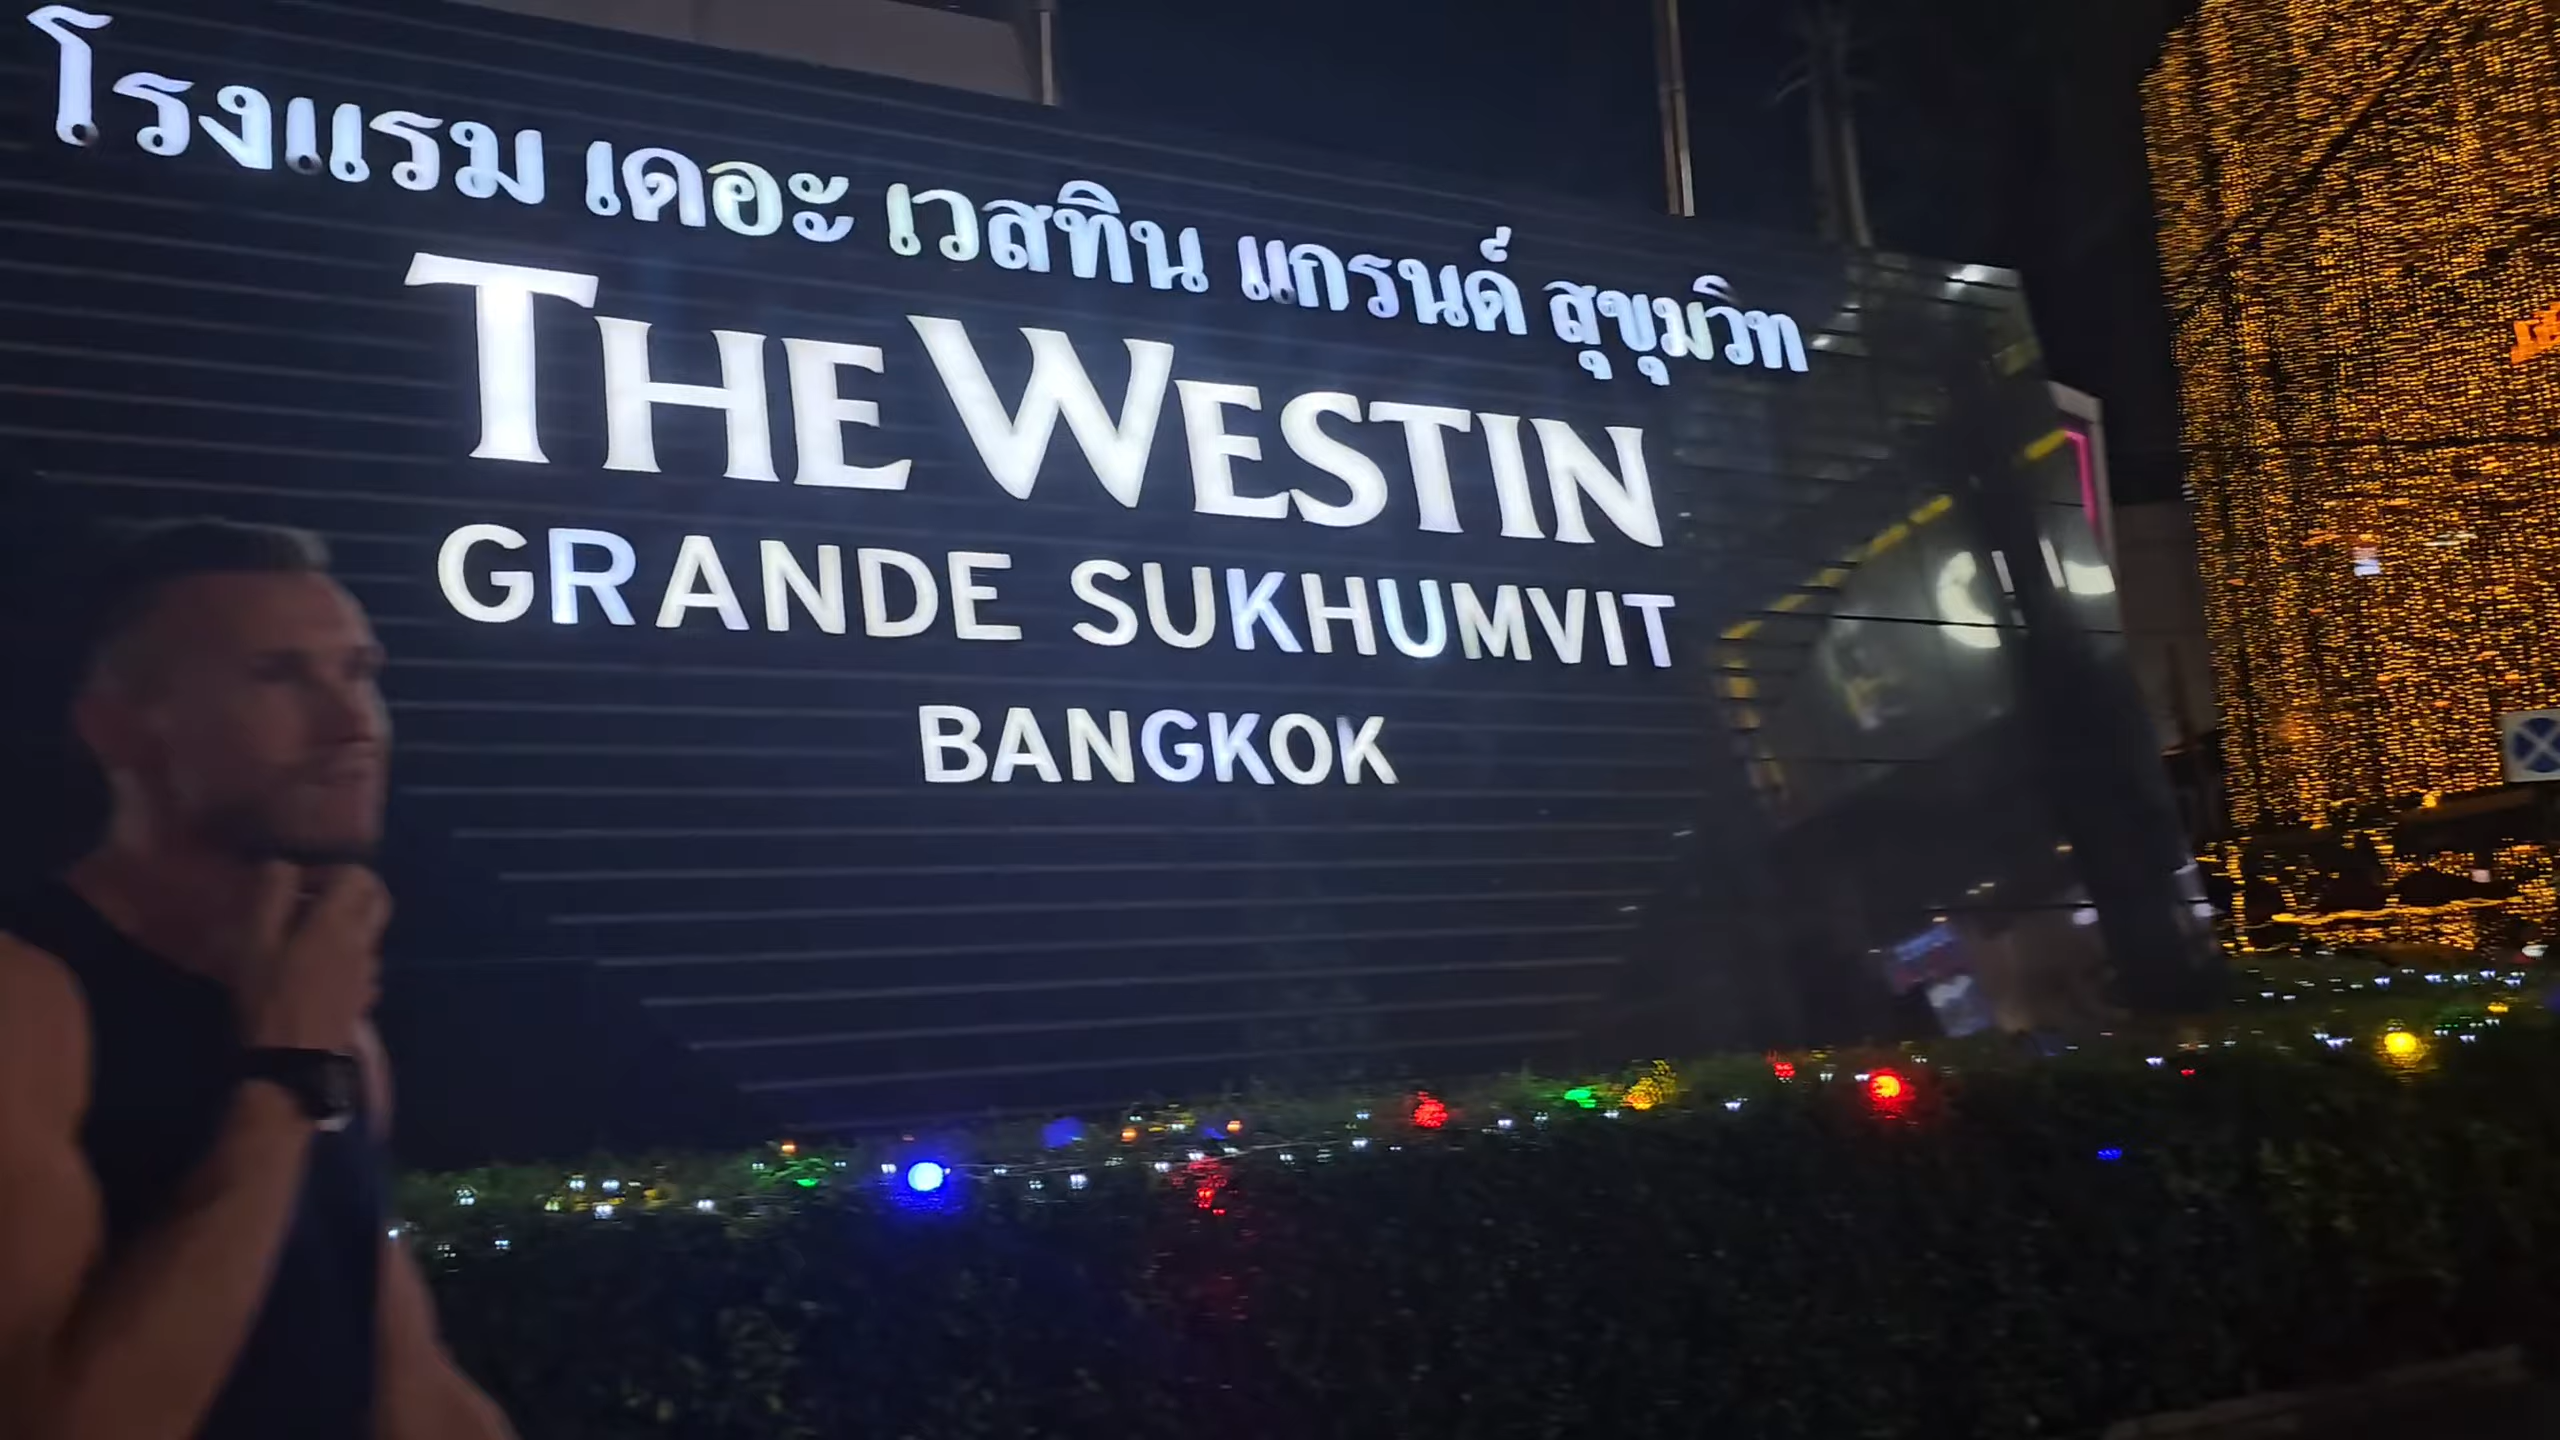 โรงแรม เดอะ เวสทิน แกรนด์ สุขุมวิท
THE WESTIN
GRANDE SUKHUMVIT
BANGKOK